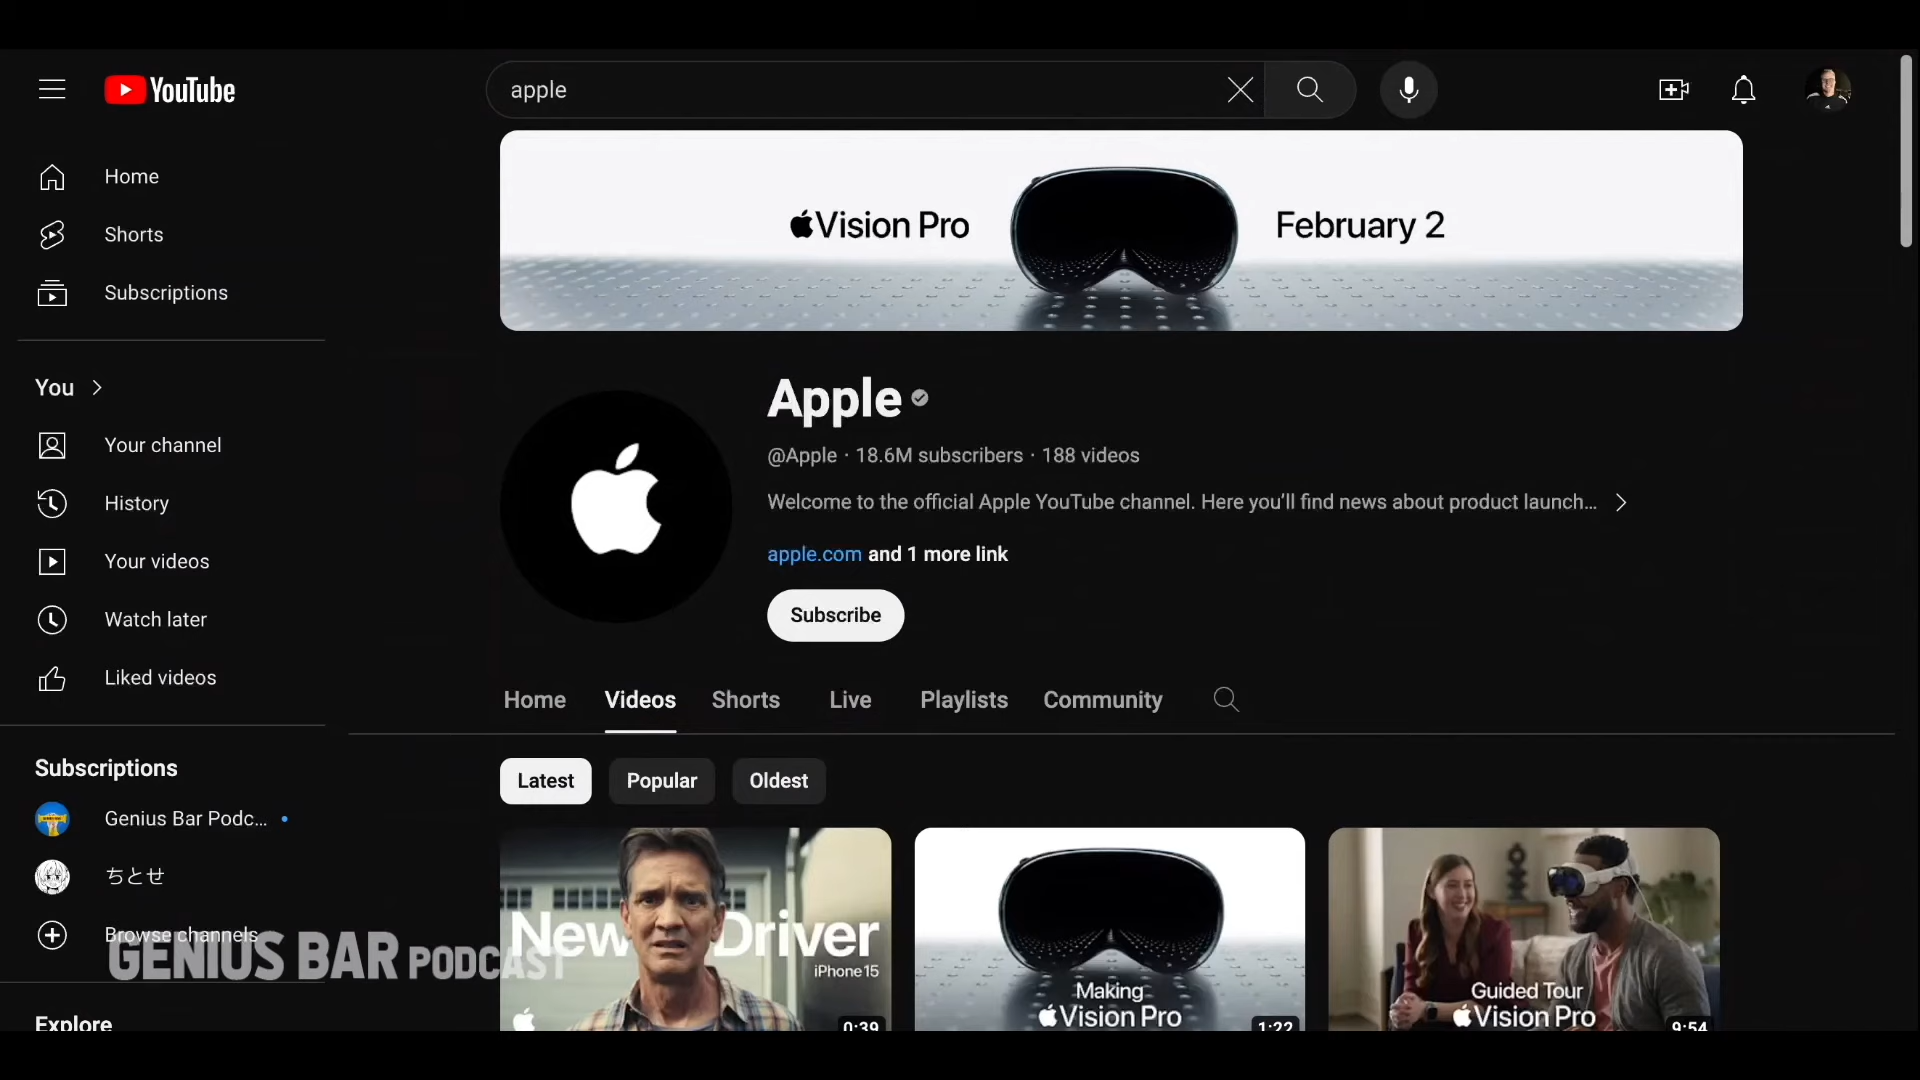 YouTube
apple
Home
Shorts
Subscriptions
You
Your channel
History
Your videos
Watch later
Liked videos
Subscriptions
Genius Bar Podc...
ちとせ
Browse channels
Explore
Vision Pro
February 2
Apple
@Apple · 18.6M subscribers · 188 videos
Welcome to the official Apple YouTube channel. Here you’ll find news about product launch...
apple.com and 1 more link
Subscribe
Home Videos Shorts Live Playlists Community
Latest Popular Oldest
New Driver
iPhone 15
0:39
Making
Vision Pro
1:22
Guided Tour
Vision Pro
9:54
GENIUS BAR PODCAST